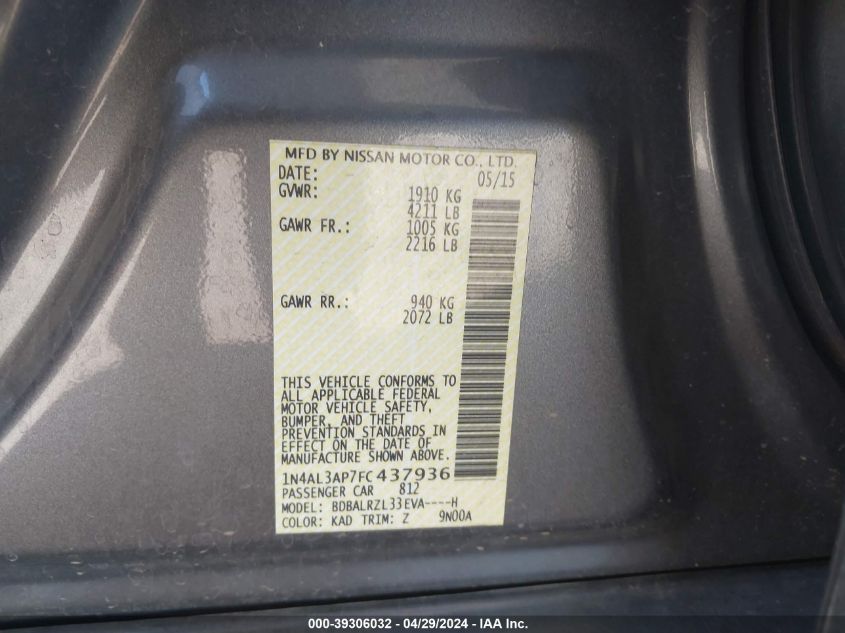 MFD BY NISSAN MOTOR CO., LTD.
DATE: 05/15
GVWR: 1910 KG
4211 LB
GAWR FR.: 1005 KG
2216 LB
GAWR RR.: 940 KG
2072 LB
THIS VEHICLE CONFORMS TO
ALL APPLICABLE FEDERAL
MOTOR VEHICLE SAFETY,
BUMPER, AND THEFT
PREVENTION STANDARDS IN
EFFECT ON THE DATE OF
MANUFACTURE SHOWN ABOVE.
1N4AL3AP7FC437936
PASSENGER CAR 812
MODEL: BDBALRZL33EVA----H
COLOR: KAD TRIM: Z 9N00A
000-39306032 - 04/29/2024 - IAA Inc.